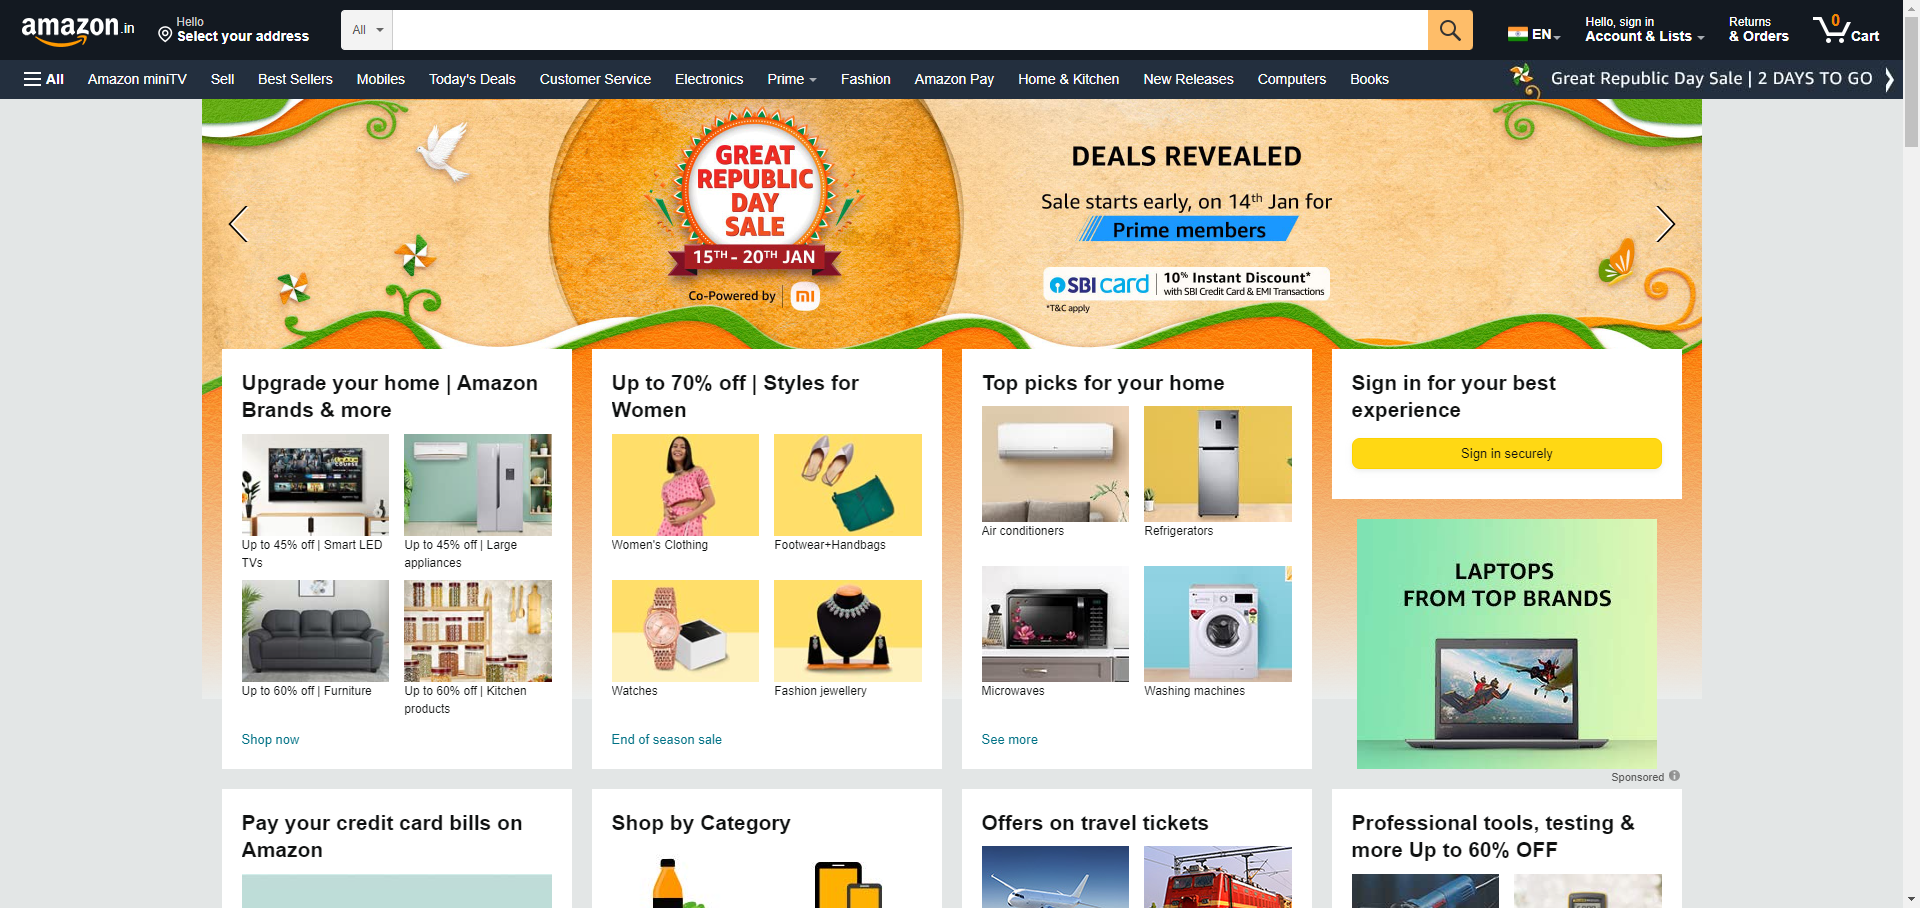 amazon.in
Hello
Select your address
All
EN
Hello, sign in
Account & Lists
Returns
& Orders
0
Cart
All
Amazon miniTV
Sell
Best Sellers
Mobiles
Today's Deals
Customer Service
Electronics
Prime
Fashion
Amazon Pay
Home & Kitchen
New Releases
Computers
Books
Great Republic Day Sale | 2 DAYS TO GO
GREAT
REPUBLIC
DAY
SALE
15TH - 20TH JAN
Co-Powered by
mi
DEALS REVEALED
Sale starts early, on 14th Jan for
Prime members
SBI card
10% Instant Discount*
with SBI Credit Card & EMI Transactions
*T&C apply
Upgrade your home | Amazon
Brands & more
Up to 45% off | Smart LED
TVs
Up to 45% off | Large
appliances
Up to 60% off | Furniture
Up to 60% off | Kitchen
products
Shop now
Up to 70% off | Styles for
Women
Women's Clothing
Footwear+Handbags
Watches
Fashion jewellery
End of season sale
Top picks for your home
Air conditioners
Refrigerators
Microwaves
Washing machines
See more
Sign in for your best
experience
Sign in securely
LAPTOPS
FROM TOP BRANDS
Sponsored
Pay your credit card bills on
Amazon
Shop by Category
Offers on travel tickets
Professional tools, testing &
more Up to 60% OFF